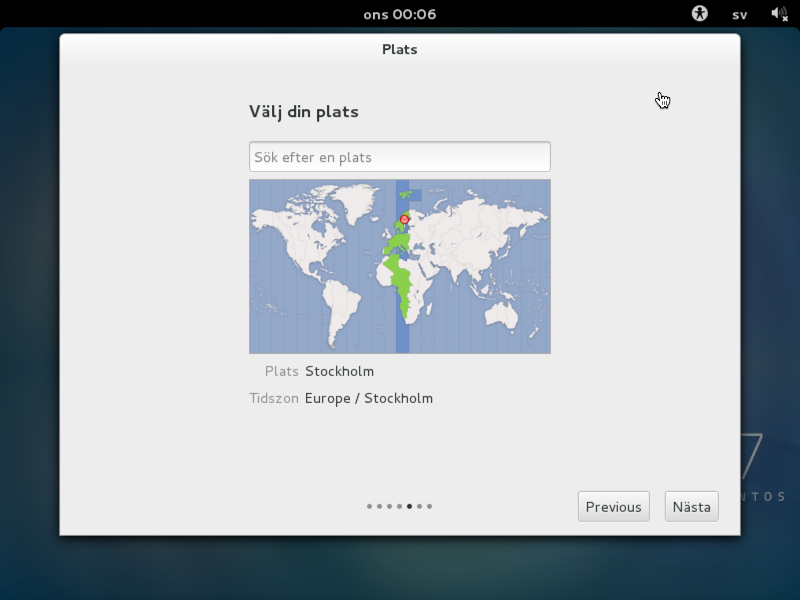 ons 00:06
sv
Plats
Välj din plats
Sök efter en plats
Plats Stockholm
Tidszon Europe / Stockholm
7
NTOS
Previous
Nästa